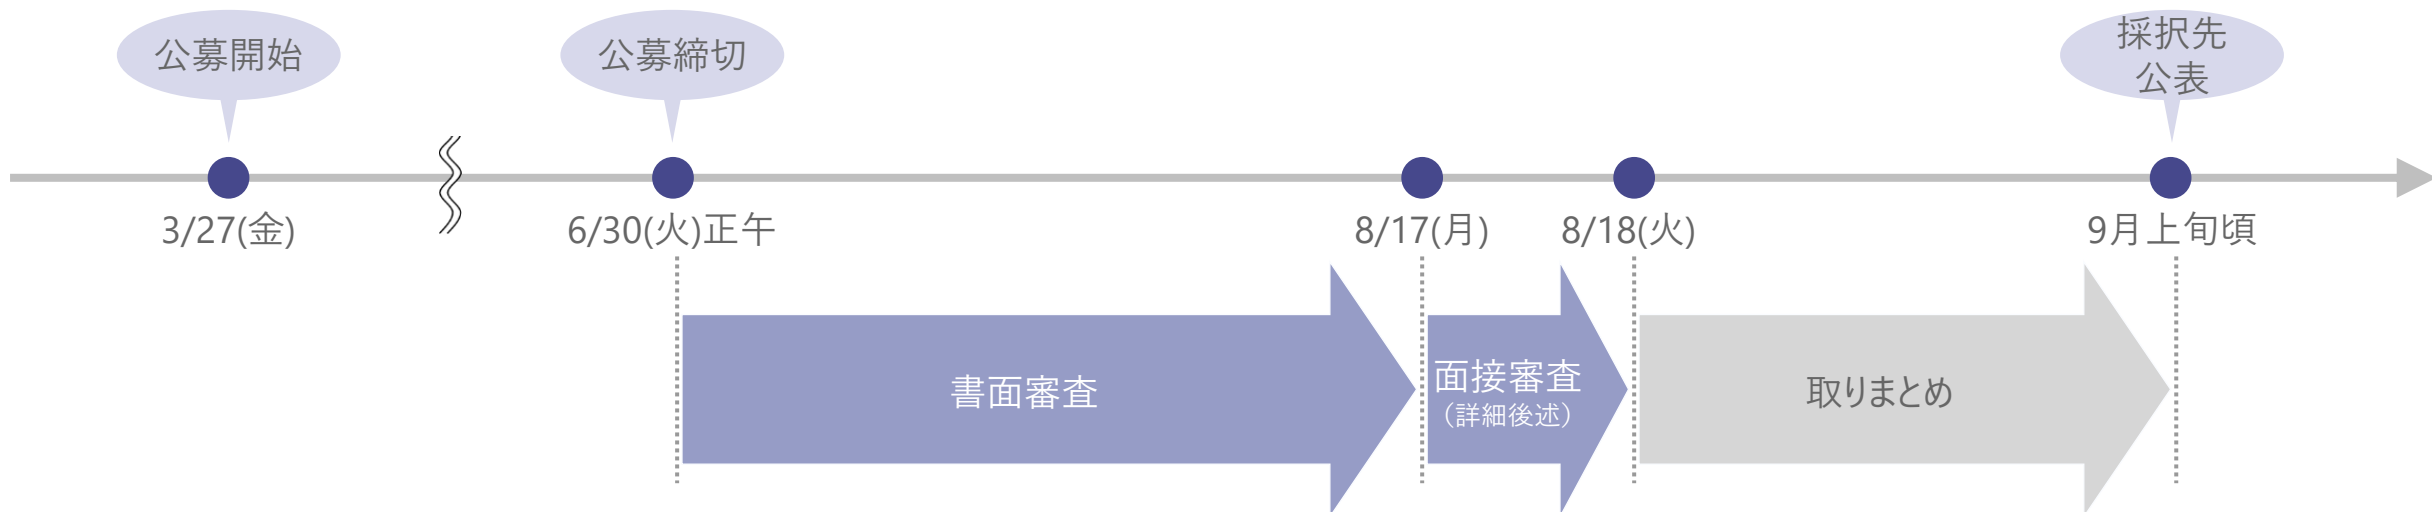 公募開始
公募締切
採択先
公表
3/27(金)
6/30(火)正午
8/17(月)
8/18(火)
9月上旬頃
書面審査
面接審査
（詳細後述）
取りまとめ